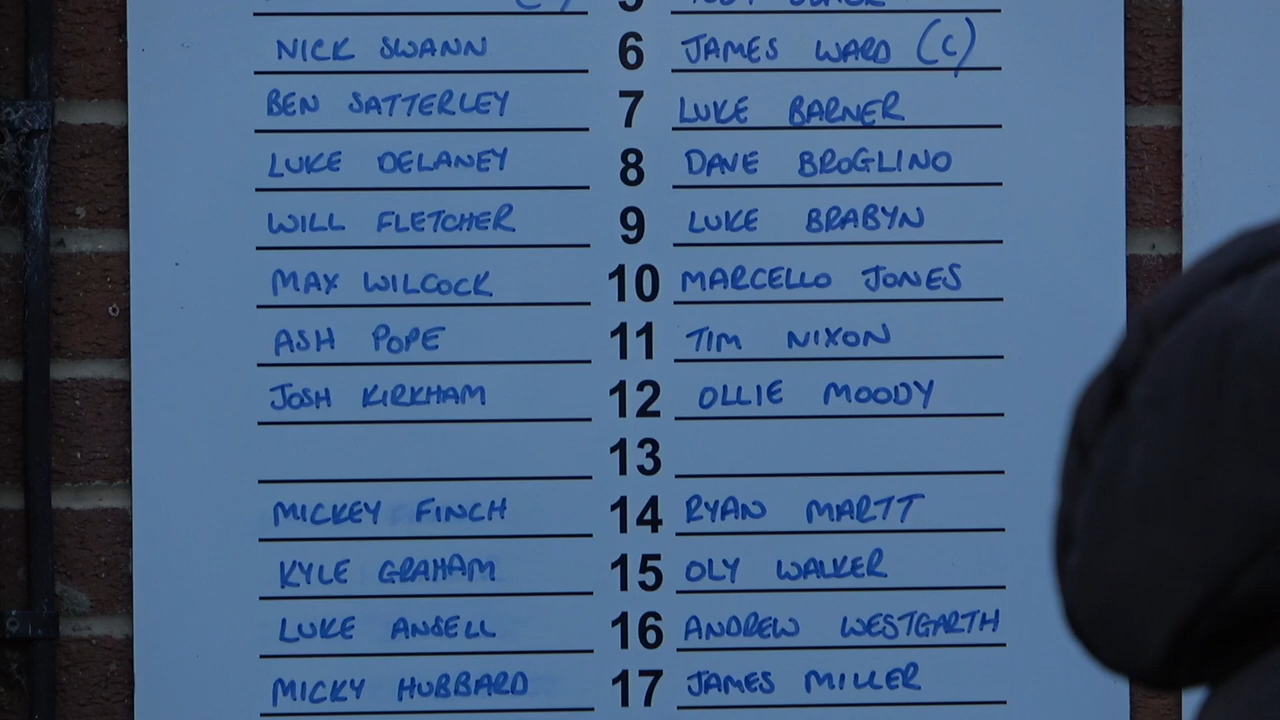 5
NICK SWANN 6 JAMES WARD (C)
BEN SATTERLEY 7 LUKE BARNER
LUKE DELANEY 8 DAVE BROGLINO
WILL FLETCHER 9 LUKE BRABYN
MAX WILCOCK 10 MARCELLO JONES
ASH POPE 11 TIM NIXON
JOSH KIRKHAM 12 OLLIE MOODY
13
MICKEY FINCH 14 RYAN MARTT
KYLE GRAHAM 15 OLY WALKER
LUKE ANSELL 16 ANDREW WESTGARTH
MICKY HUBBARD 17 JAMES MILLER